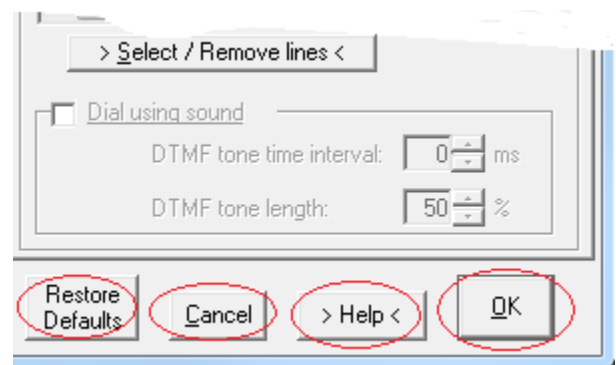 > Select / Remove lines <
Dial using sound
DTMF tone time interval: 0 ms
DTMF tone length: 50 %
Restore
Defaults
Cancel
> Help <
OK